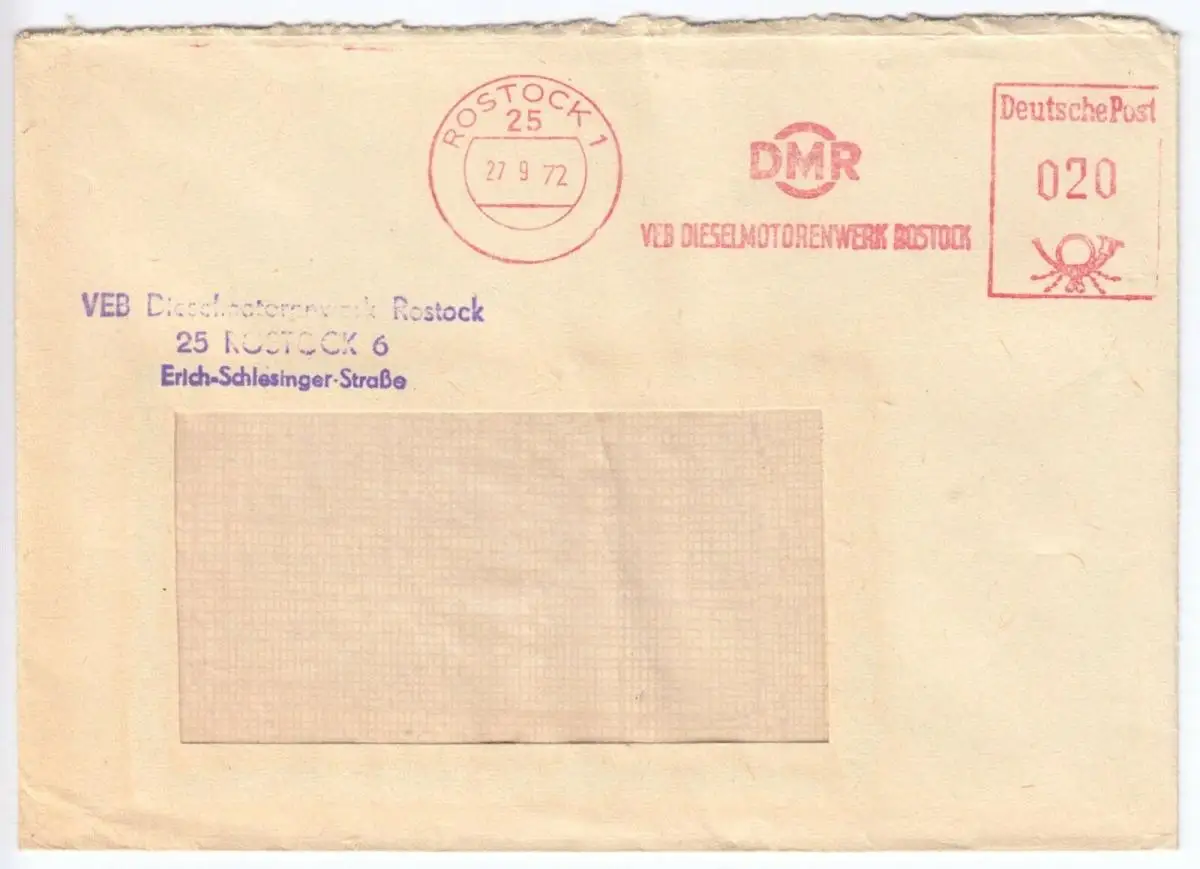 ROSTOCK 1
25
27 9 72
DMR
VEB DIESELMOTORENWERK ROSTOCK
Deutsche Post
020
VEB Dieselmotorenwerk Rostock
25 ROSTOCK 6
Erich-Schlesinger-Straße